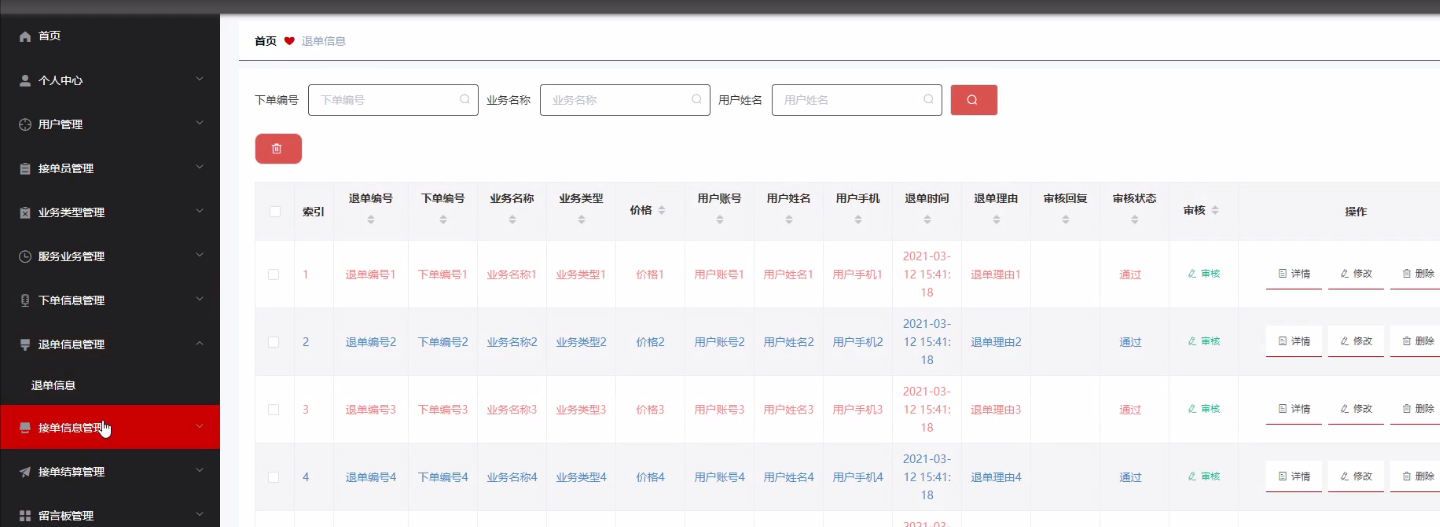 首页
个人中心
用户管理
接单员管理
业务类型管理
服务业务管理
下单信息管理
退单信息管理
退单信息
接单信息管理
接单结算管理
留言板管理
首页 退单信息
下单编号 下单编号 业务名称 业务名称 用户姓名 用户姓名
索引 退单编号 下单编号 业务名称 业务类型 价格 用户账号 用户姓名 用户手机 退单时间 退单理由 审核回复 审核状态 审核 操作
1 退单编号1 下单编号1 业务名称1 业务类型1 价格1 用户账号1 用户姓名1 用户手机1 2021-03-12 15:41:18 退单理由1 通过 审核 详情 修改 删除
2 退单编号2 下单编号2 业务名称2 业务类型2 价格2 用户账号2 用户姓名2 用户手机2 2021-03-12 15:41:18 退单理由2 通过 审核 详情 修改 删除
3 退单编号3 下单编号3 业务名称3 业务类型3 价格3 用户账号3 用户姓名3 用户手机3 2021-03-12 15:41:18 退单理由3 通过 审核 详情 修改 删除
4 退单编号4 下单编号4 业务名称4 业务类型4 价格4 用户账号4 用户姓名4 用户手机4 2021-03-12 15:41:18 退单理由4 通过 审核 详情 修改 删除
2021-03-